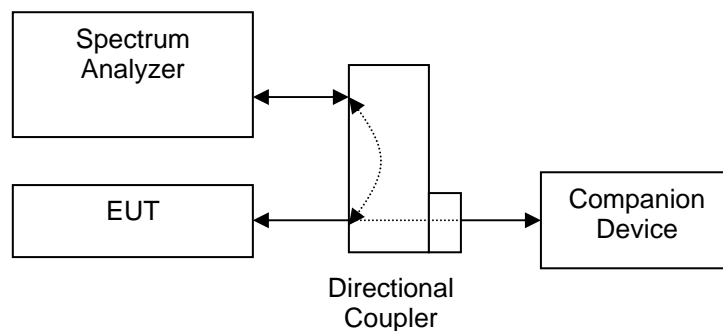 Spectrum
Analyzer
EUT
Companion
Device
Directional
Coupler